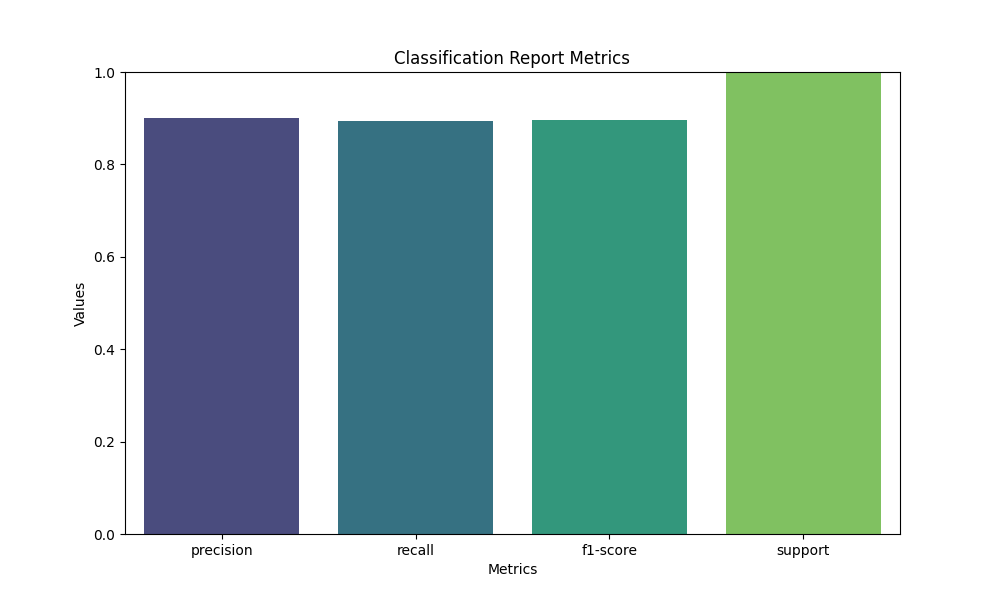 Classification Report Metrics
1.0
0.8
0.6
0.4
0.2
0.0
Values
precision recall f1-score support
Metrics